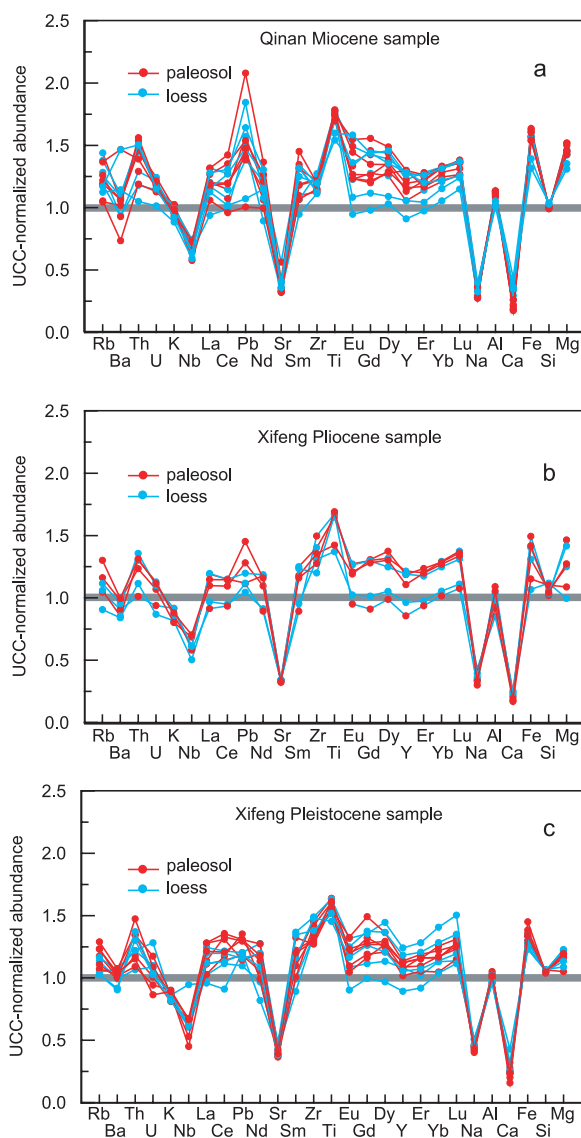 Qinan Miocene sample
a
paleosol
loess
UCC-normalized abundance
2.5
2.0
1.5
1.0
0.5
0.0
Rb Th K La Pb Sr Zr Eu Dy Er Lu Al Fe Mg
Ba U Nb Ce Nd Sm Ti Gd Y Yb Na Ca Si
Xifeng Pliocene sample
b
paleosol
loess
UCC-normalized abundance
2.5
2.0
1.5
1.0
0.5
0.0
Rb Th K La Pb Sr Zr Eu Dy Er Lu Al Fe Mg
Ba U Nb Ce Nd Sm Ti Gd Y Yb Na Ca Si
Xifeng Pleistocene sample
c
paleosol
loess
UCC-normalized abundance
2.5
2.0
1.5
1.0
0.5
0.0
Rb Th K La Pb Sr Zr Eu Dy Er Lu Al Fe Mg
Ba U Nb Ce Nd Sm Ti Gd Y Yb Na Ca Si